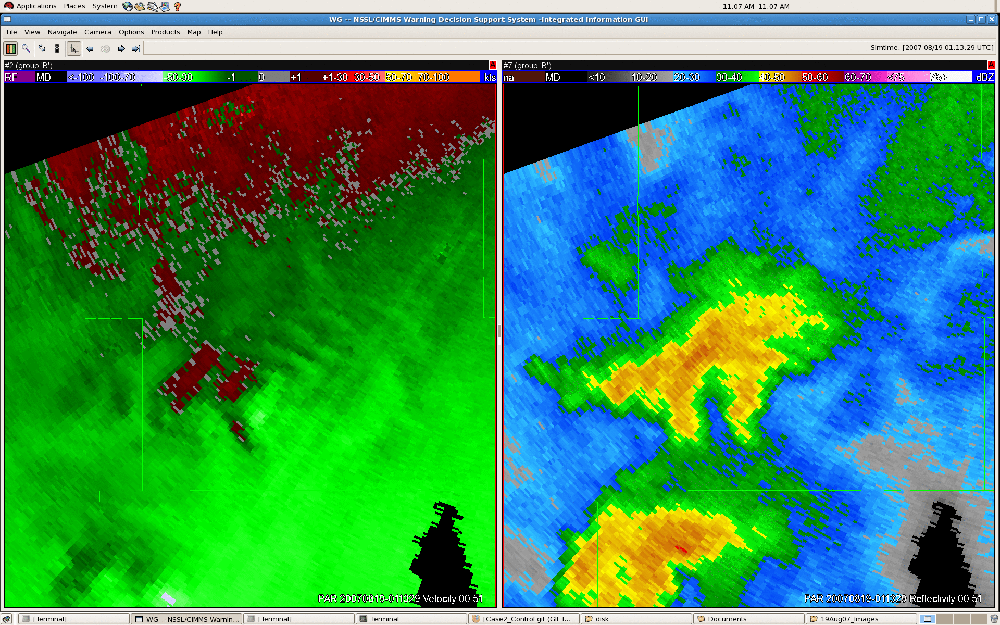 Applications Places System 11:07 AM 11:07 AM
WG -- NSSL/CIMMS Warning Decision Support System -Integrated Information GUI
File View Navigate Camera Options Products Map Help
Simtime: [2007 08/19 01:13:29 UTC]
#2 (group 'B') A
RF MD <-100 -100-70 -50-30 -1 0 +1 +1-30 30-50 50-70 70-100 kts
#7 (group 'B') A
na MD <10 10-20 20-30 30-40 40-50 50-60 60-70 <75 75+ dBZ
PAR 20070819-011329 Velocity 00.51
PAR 20070819-011329 Reflectivity 00.51
[Terminal] WG -- NSSL/CIMMS Warnin... [Terminal] Terminal [Case2_Control.gif (GIF I... disk Documents 19Aug07_Images